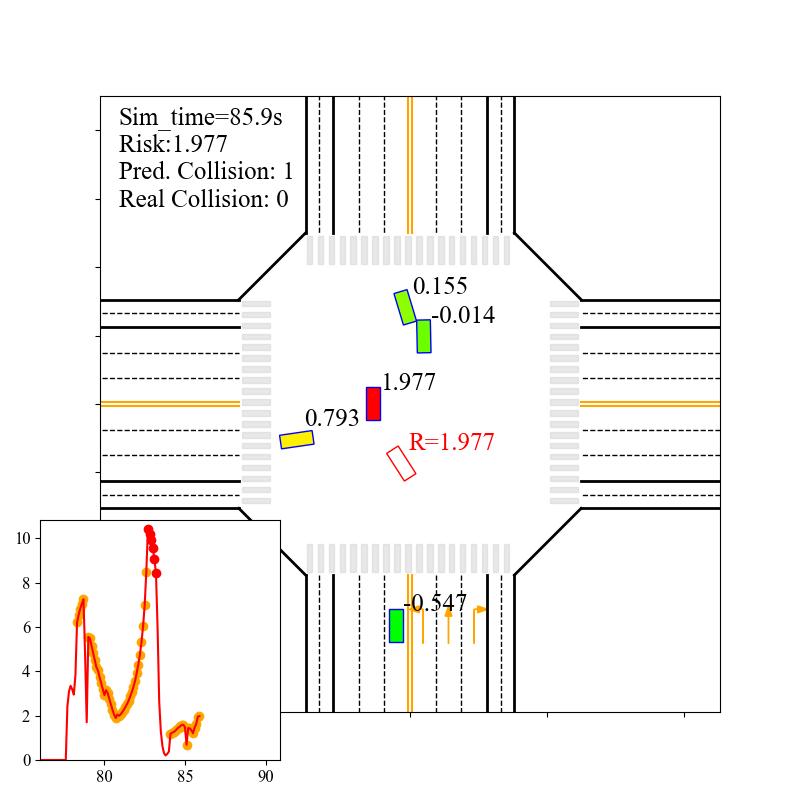 Sim_time=85.9s
Risk:1.977
Pred. Collision: 1
Real Collision: 0
0.155
-0.014
1.977
0.793
R=1.977
-0.547
10
8
6
4
2
0
80 85 90